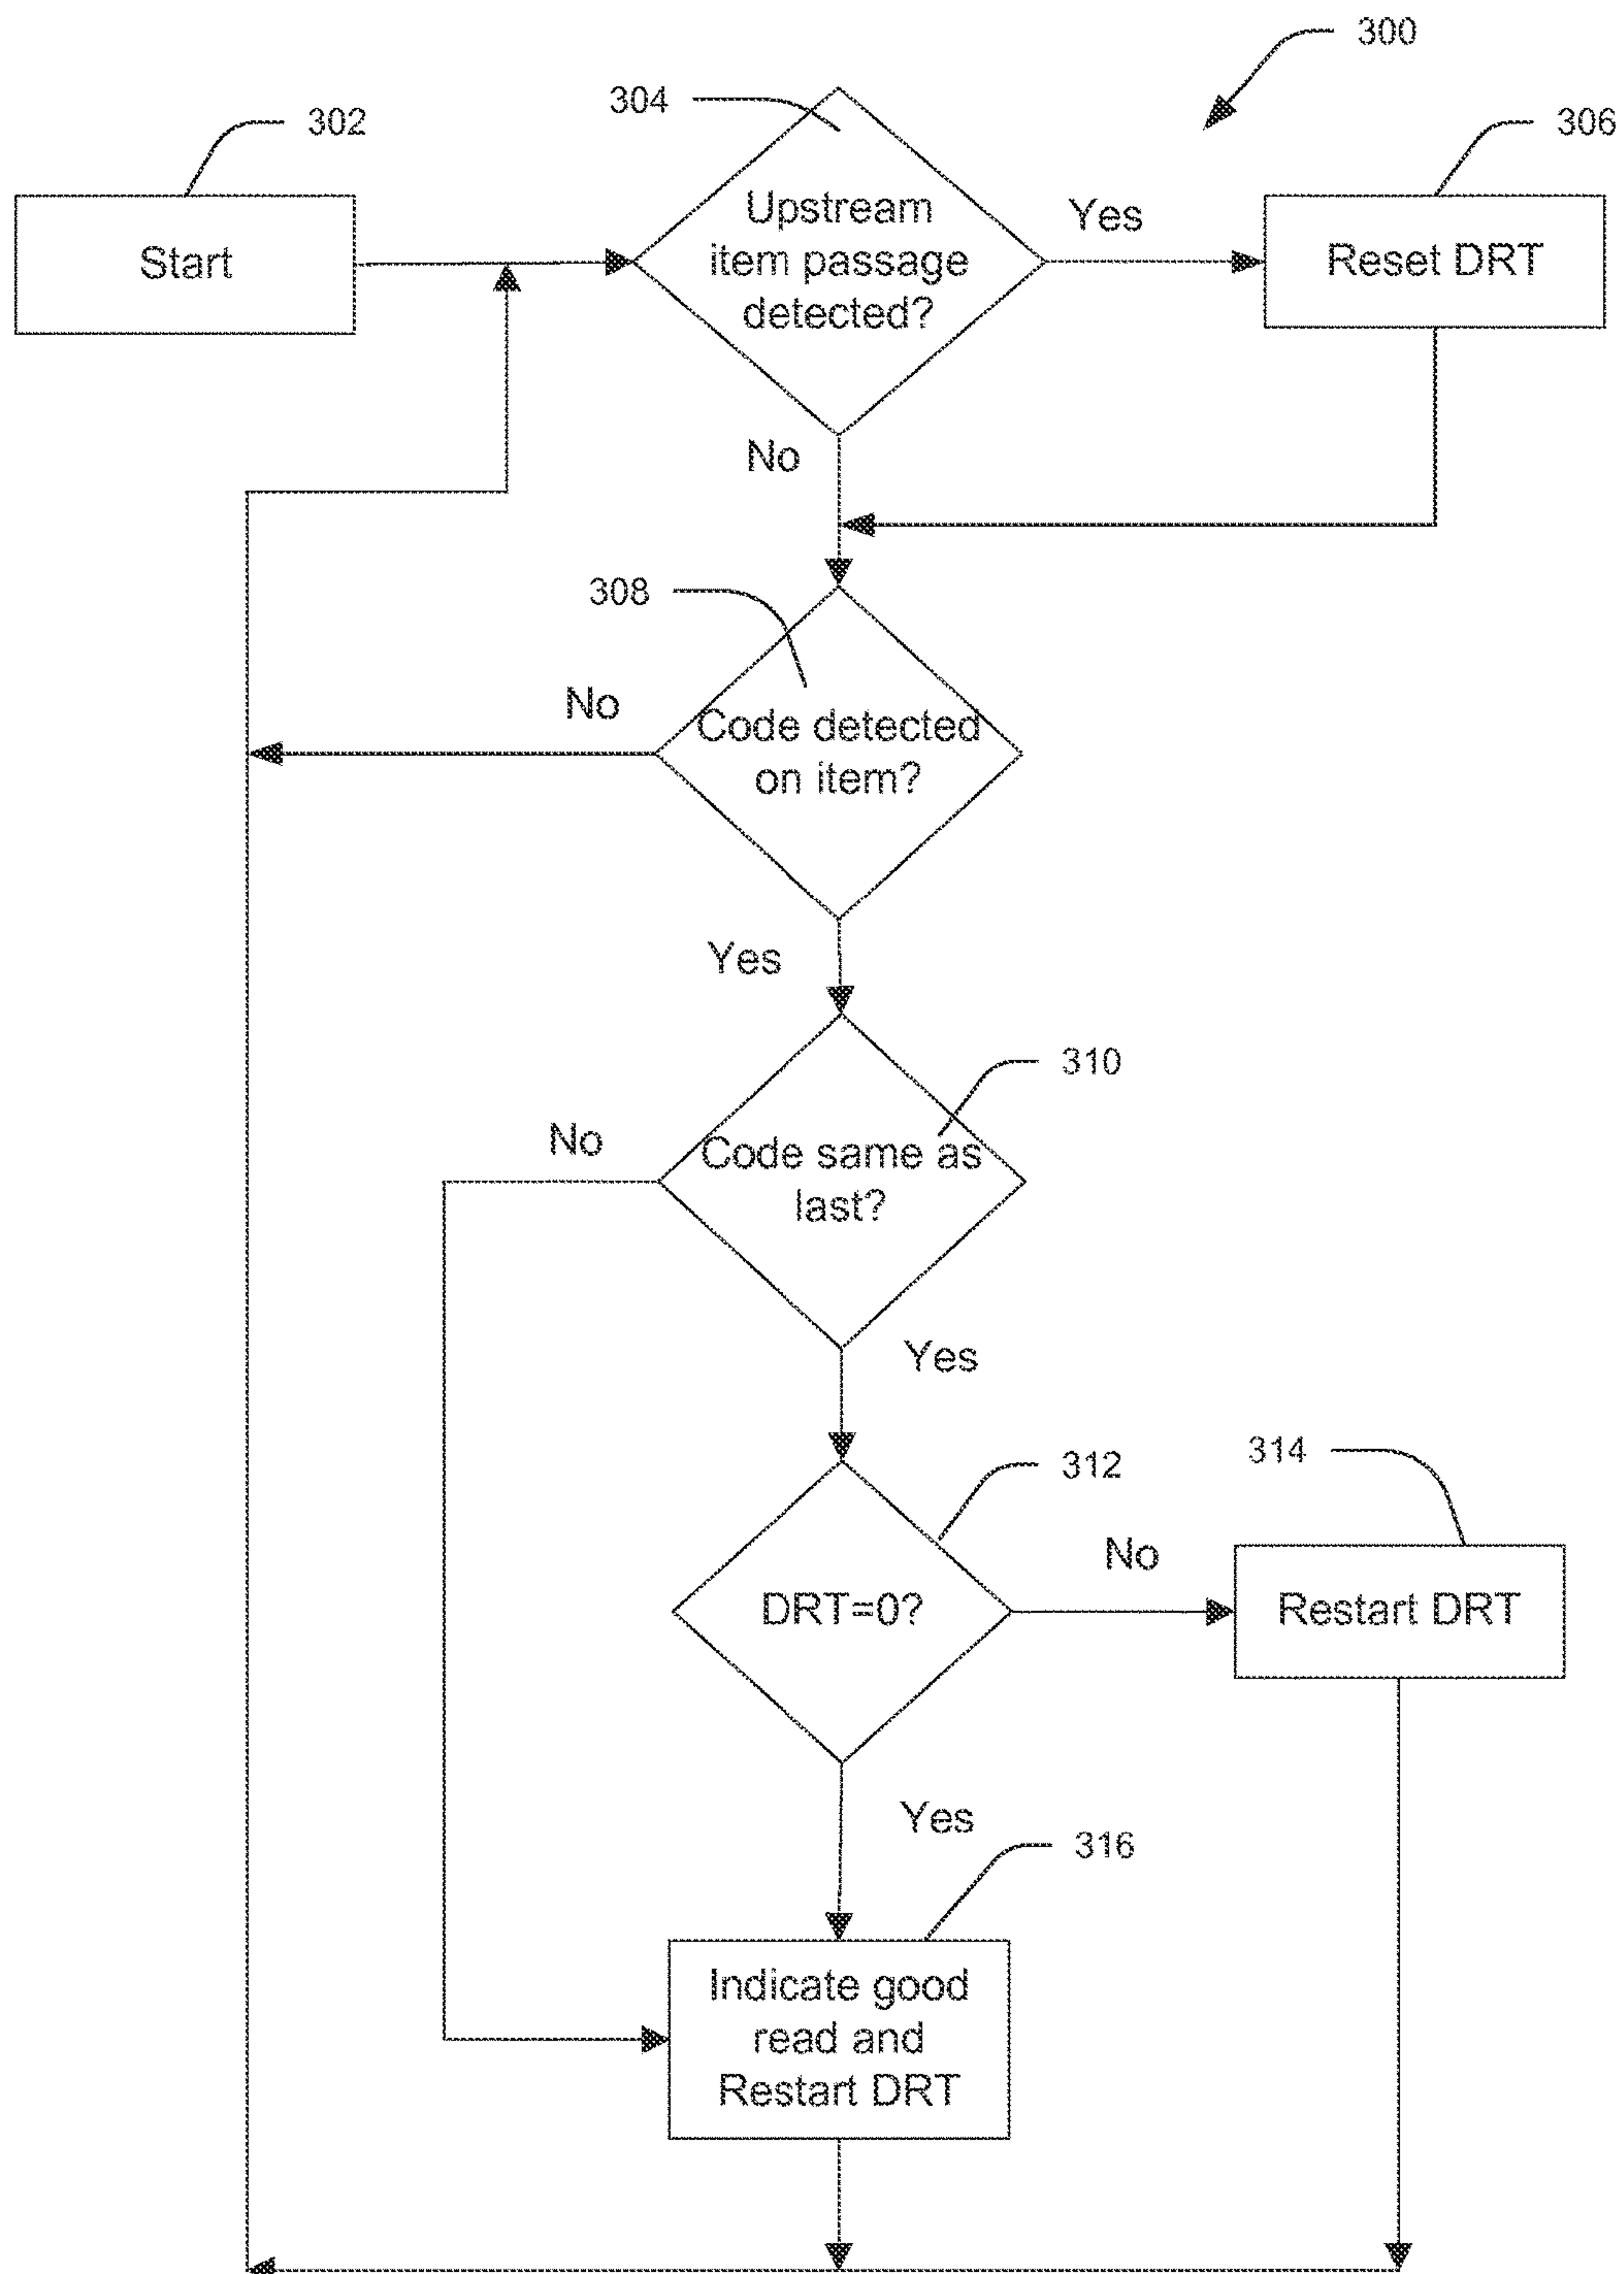 300
304
302
306
Start
Upstream
item passage
detected?
Yes
Reset DRT
No
308
No
Code detected
on item?
Yes
310
No
Code same as
last?
Yes
312
314
No
DRT=0?
Restart DRT
Yes
316
Indicate good
read and
Restart DRT